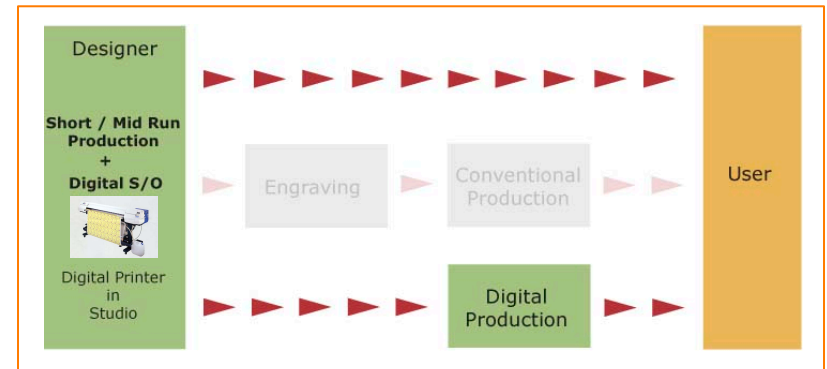 Designer
Short / Mid Run
Production
+
Digital S/O
Digital Printer
in
Studio
Engraving
Conventional
Production
Digital
Production
User